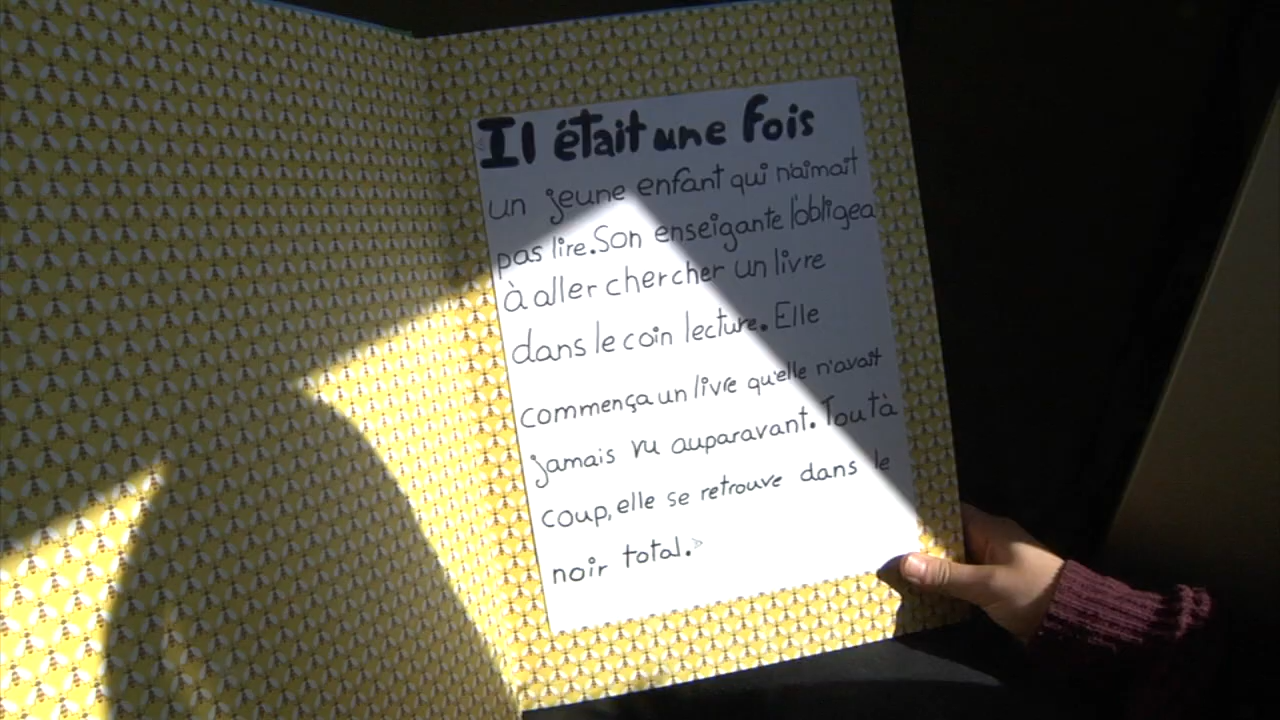 Il était une fois
un jeune enfant qui n'aimait
pas lire. Son enseigante l'obligea
à aller chercher un livre
dans le coin lecture. Elle
commença un livre qu'elle n'avait
jamais vu auparavant. Tout à
coup, elle se retrouve dans le
noir total.